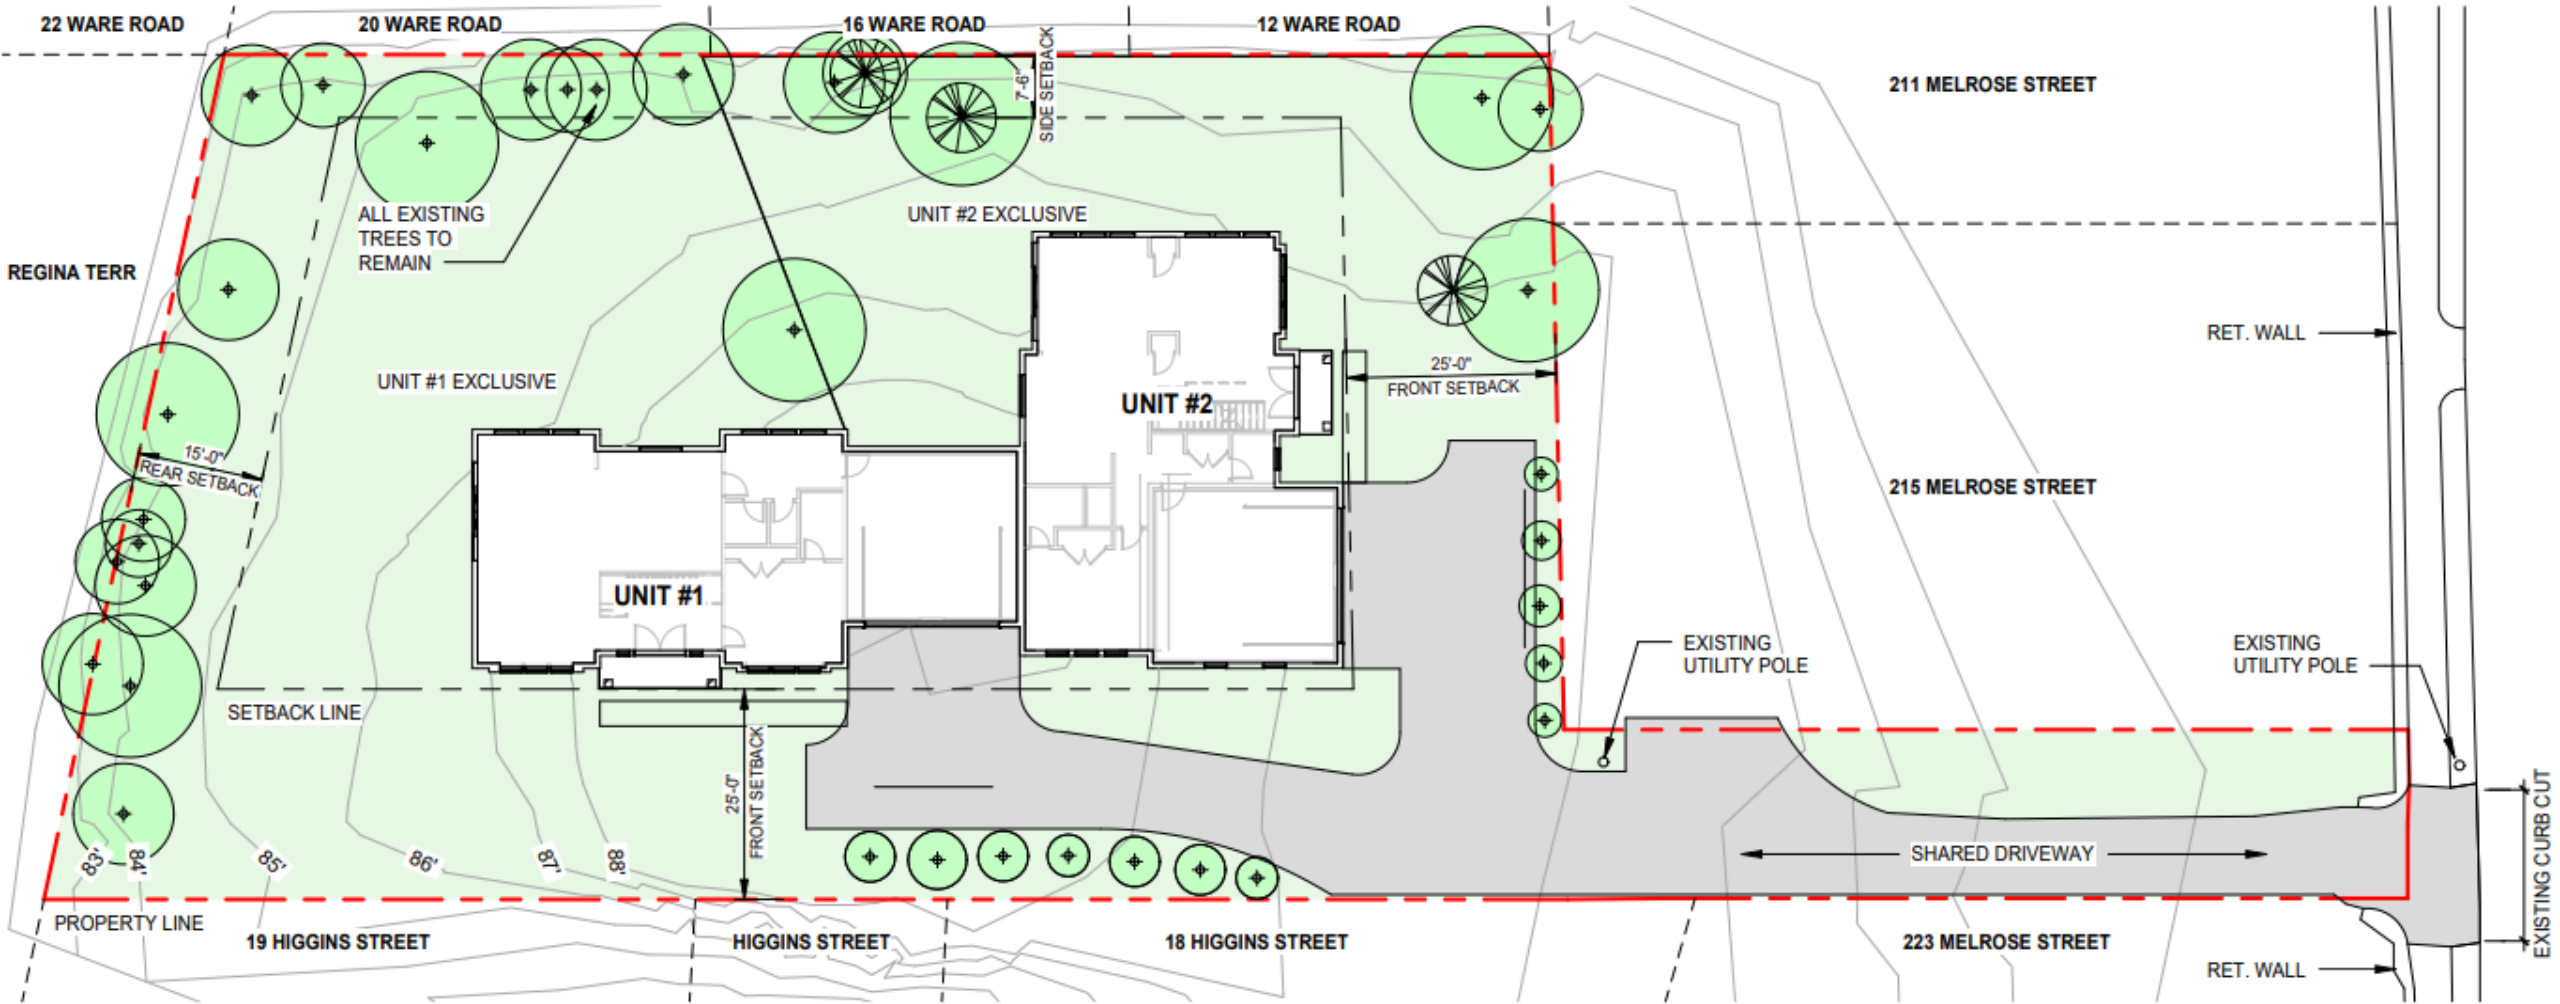 22 WARE ROAD
20 WARE ROAD
16 WARE ROAD
12 WARE ROAD
211 MELROSE STREET
7'-6"
SIDE SETBACK
ALL EXISTING
TREES TO
REMAIN
UNIT #2 EXCLUSIVE
REGINA TERR
RET. WALL
UNIT #1 EXCLUSIVE
25'-0"
FRONT SETBACK
UNIT #2
15'-0"
REAR SETBACK
215 MELROSE STREET
UNIT #1
EXISTING
UTILITY POLE
EXISTING
UTILITY POLE
SETBACK LINE
25'-0"
FRONT SETBACK
83'
84'
85'
86'
87'
88'
SHARED DRIVEWAY
EXISTING CURB CUT
PROPERTY LINE
19 HIGGINS STREET
HIGGINS STREET
18 HIGGINS STREET
223 MELROSE STREET
RET. WALL